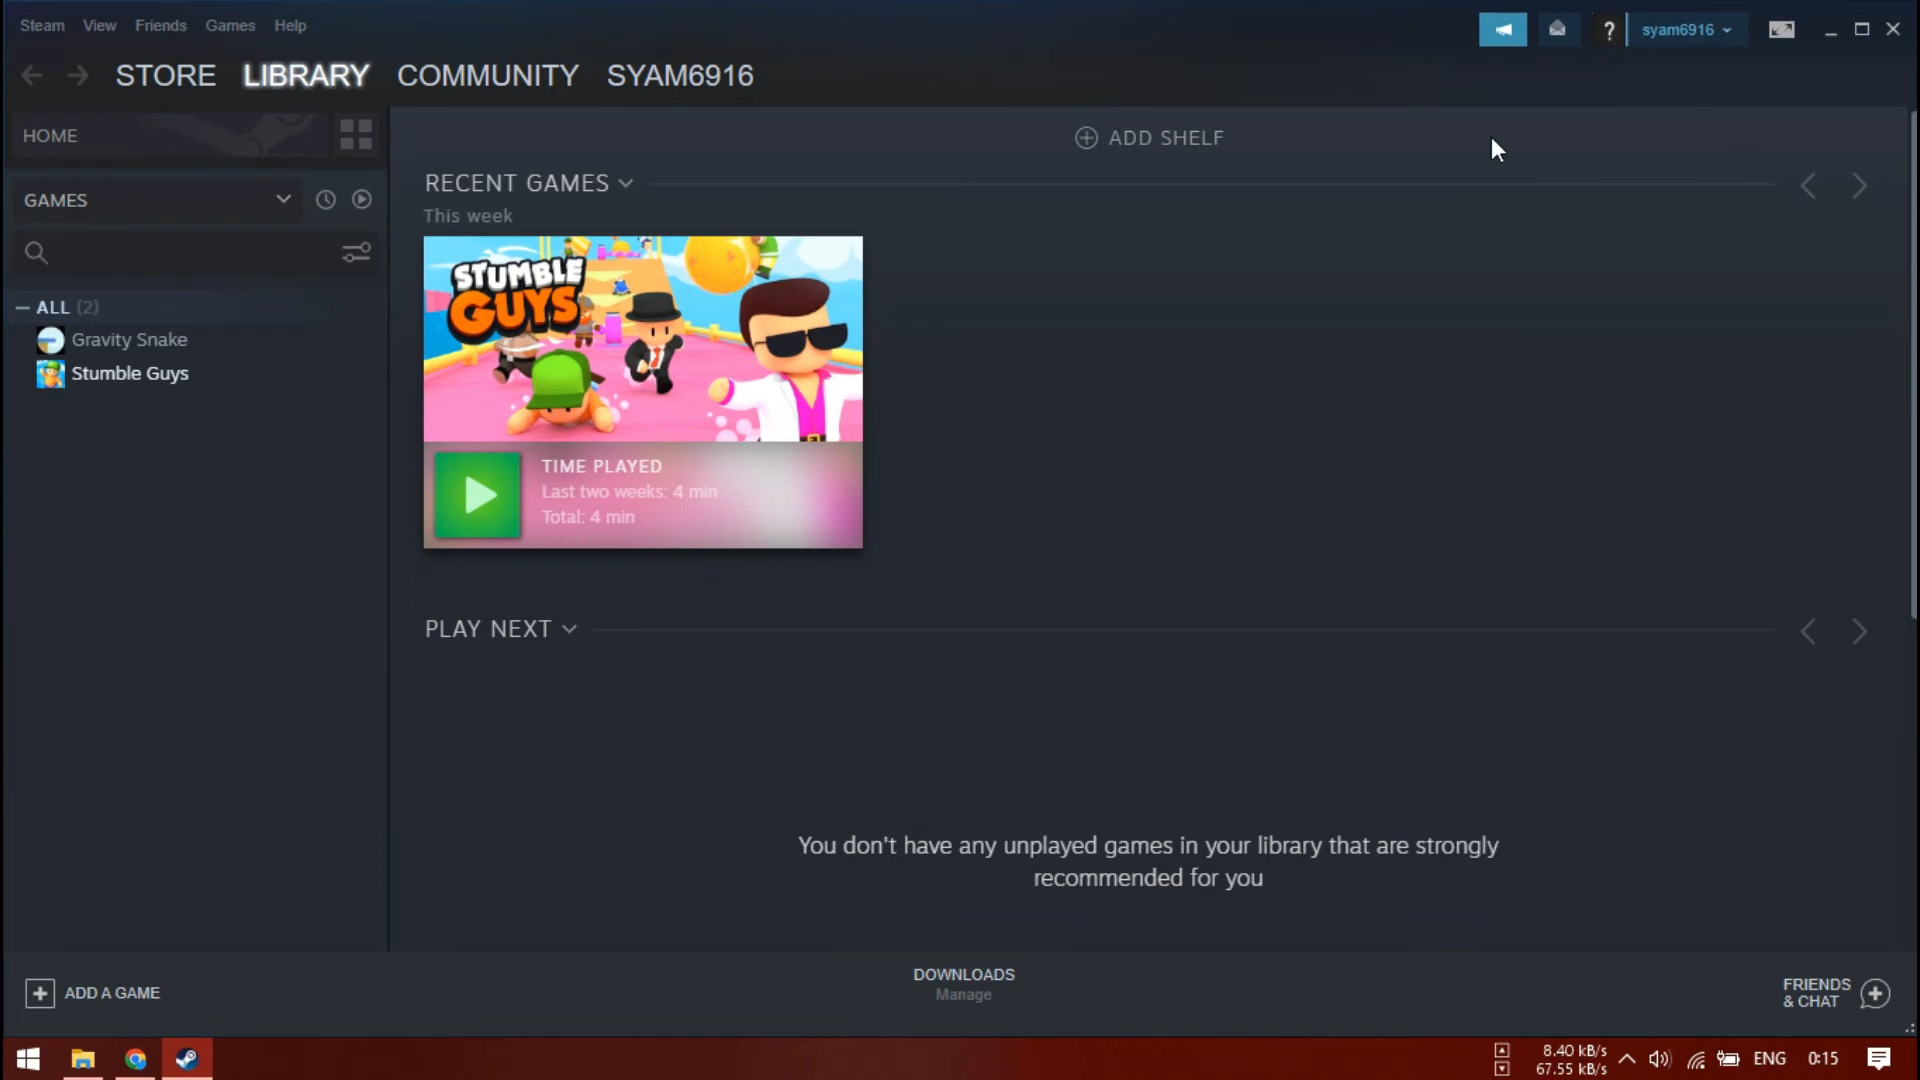 Steam View Friends Games Help
? syam6916
STORE LIBRARY COMMUNITY SYAM6916
HOME
GAMES
ALL (2)
Gravity Snake
Stumble Guys
ADD SHELF
RECENT GAMES
This week
STUMBLE
GUYS
TIME PLAYED
Last two weeks: 4 min
Total: 4 min
PLAY NEXT
You don't have any unplayed games in your library that are strongly
recommended for you
ADD A GAME
DOWNLOADS
Manage
FRIENDS
& CHAT
8.40 kB/s
67.55 kB/s
ENG 0:15